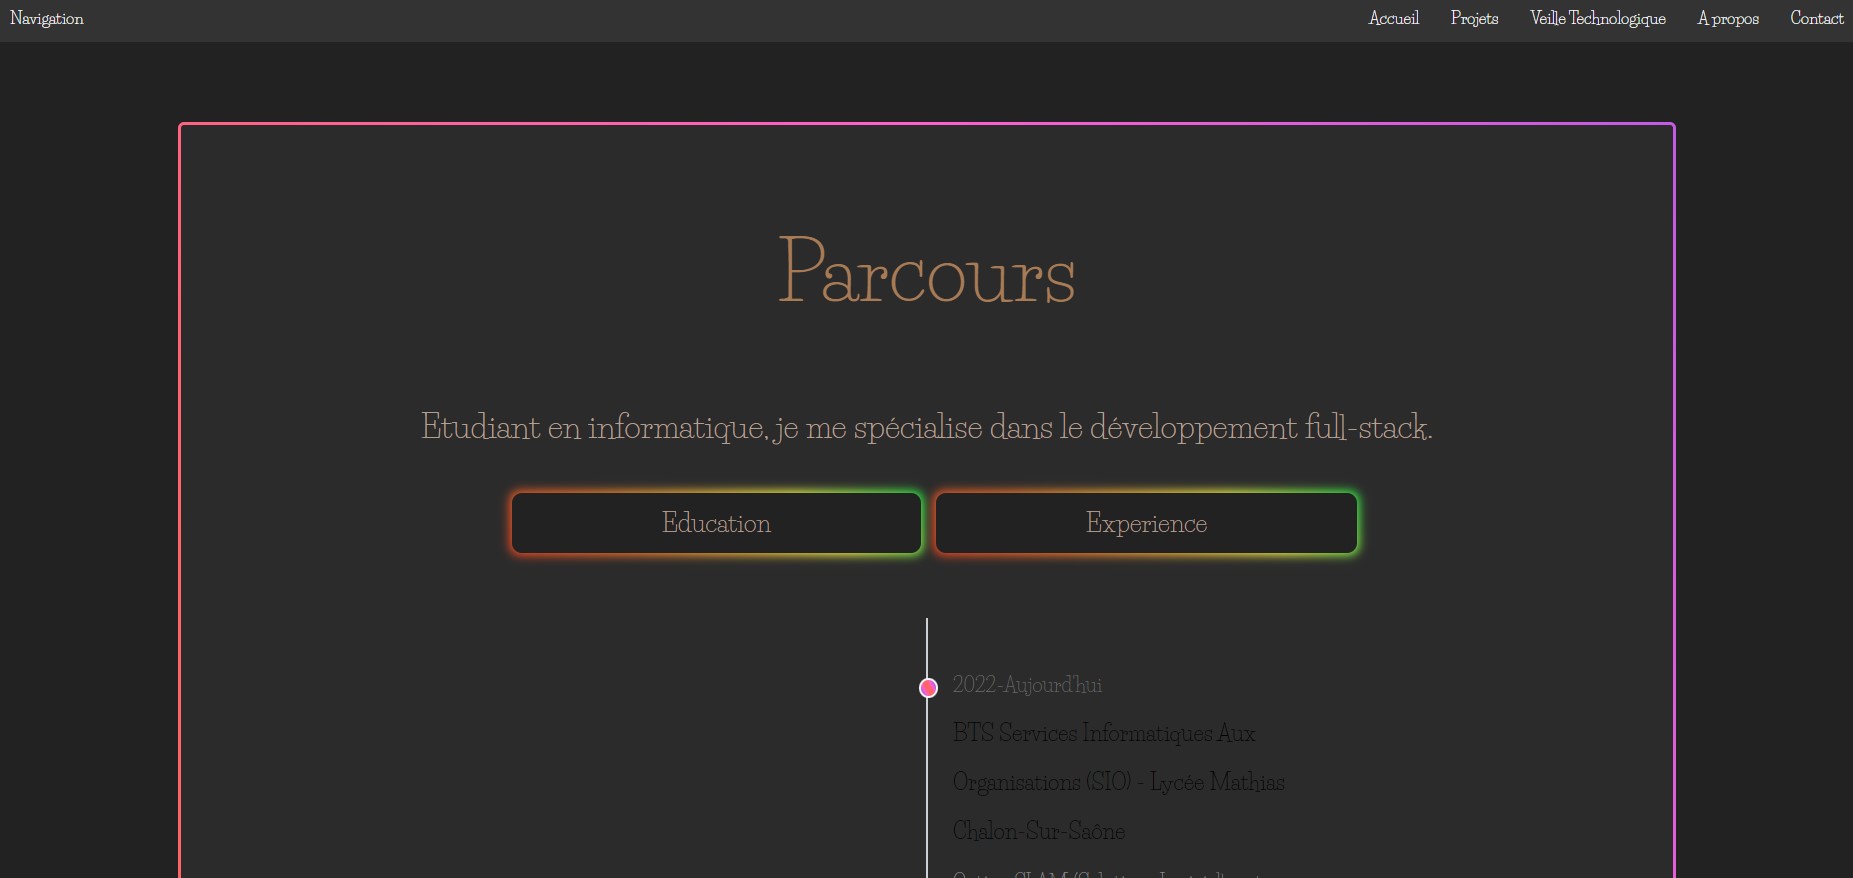 Navigation
Accueil Projets Veille Technologique A propos Contact
Parcours
Etudiant en informatique, je me spécialise dans le développement full-stack.
Education
Experience
2022-Aujourd'hui
BTS Services Informatiques Aux
Organisations (SIO) - Lycée Mathias
Chalon-Sur-Saône